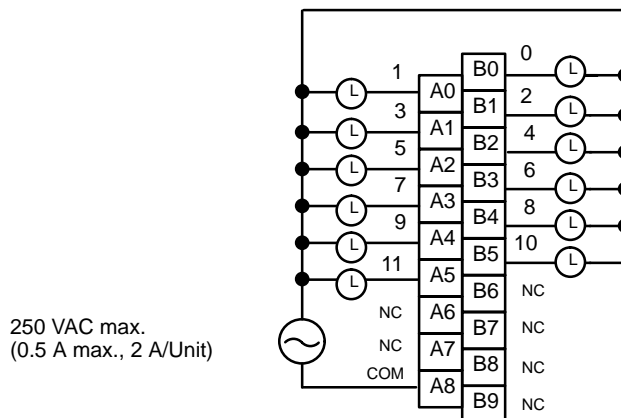 0
1 L A0 B0 L
2
3 L A1 B1 L
4
5 L A2 B2 L
6
7 L A3 B3 L
8
9 L A4 B4 L
10
11 L A5 B5 L
NC A6 B6 NC
NC A7 B7 NC
COM A8 B8 NC
B9 NC
250 VAC max.
(0.5 A max., 2 A/Unit)